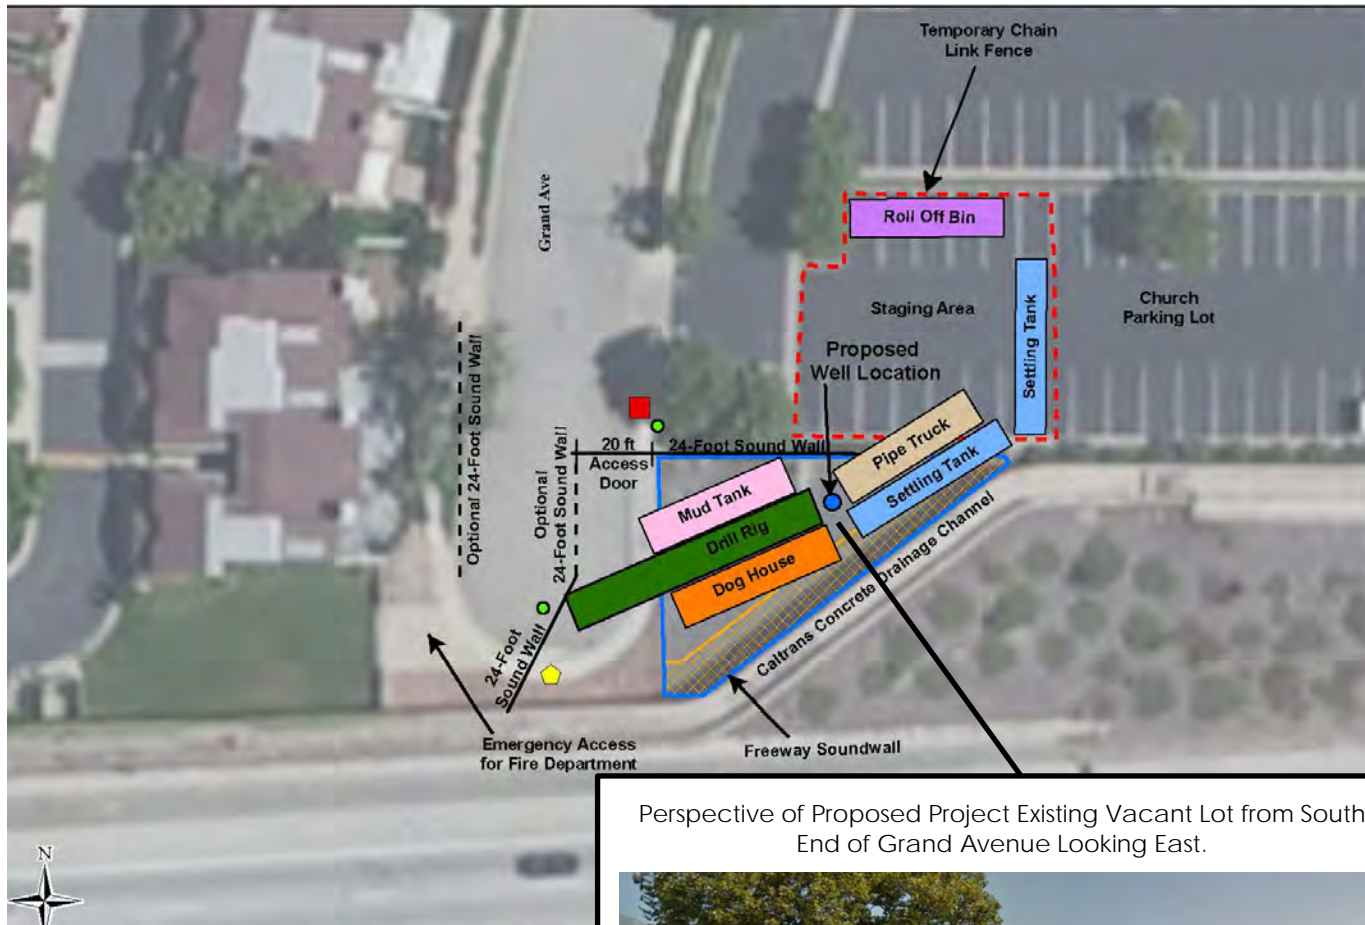 Temporary Chain
Link Fence
Grand Ave
Roll Off Bin
Staging Area
Settling Tank
Church
Parking Lot
Proposed
Well Location
Optional 24-Foot Sound Wall
Optional
24-Foot Sound Wall
20 ft
Access
Door
24-Foot Sound Wall
Pipe Truck
Settling Tank
Mud Tank
Drill Rig
Dog House
Caltrans Concrete Drainage Channel
24-Foot
Sound Wall
Emergency Access
for Fire Department
Freeway Soundwall
N
Perspective of Proposed Project Existing Vacant Lot from South
End of Grand Avenue Looking East.